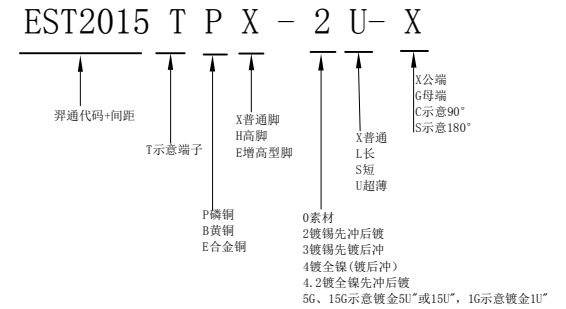 EST2015 T P X - 2 U- X
羿通代码+间距
T示意端子
P磷铜
B黄铜
E合金铜
X普通脚
H高脚
E增高型脚
0素材
2镀锡先冲后镀
3镀锡先镀后冲
4镀全镍(镀后冲)
4.2镀全镍先冲后镀
5G、15G示意镀金5U"或15U", 1G示意镀金1U"
X普通
L长
S短
U超薄
X公端
G母端
C示意90°
S示意180°